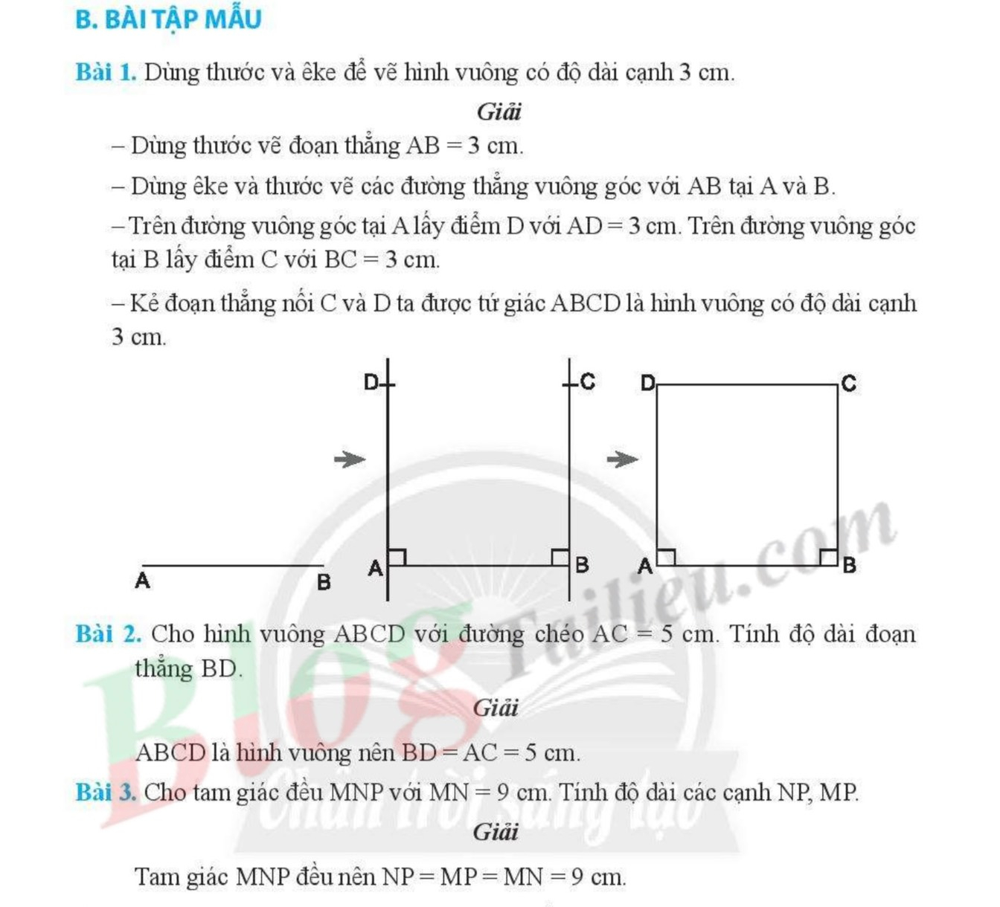 B. BÀI TẬP MẪU
Bài 1. Dùng thước và êke để vẽ hình vuông có độ dài cạnh 3 cm.
Giải
– Dùng thước vẽ đoạn thẳng AB = 3 cm.
– Dùng êke và thước vẽ các đường thẳng vuông góc với AB tại A và B.
– Trên đường vuông góc tại A lấy điểm D với AD = 3 cm. Trên đường vuông góc
tại B lấy điểm C với BC = 3 cm.
– Kẻ đoạn thẳng nối C và D ta được tứ giác ABCD là hình vuông có độ dài cạnh
3 cm.
D C D C
A B A B A B
Bài 2. Cho hình vuông ABCD với đường chéo AC = 5 cm. Tính độ dài đoạn
thẳng BD.
Giải
ABCD là hình vuông nên BD = AC = 5 cm.
Bài 3. Cho tam giác đều MNP với MN = 9 cm. Tính độ dài các cạnh NP, MP.
Giải
Tam giác MNP đều nên NP = MP = MN = 9 cm.
Blog Tailieu.com
Chân trời sáng tạo